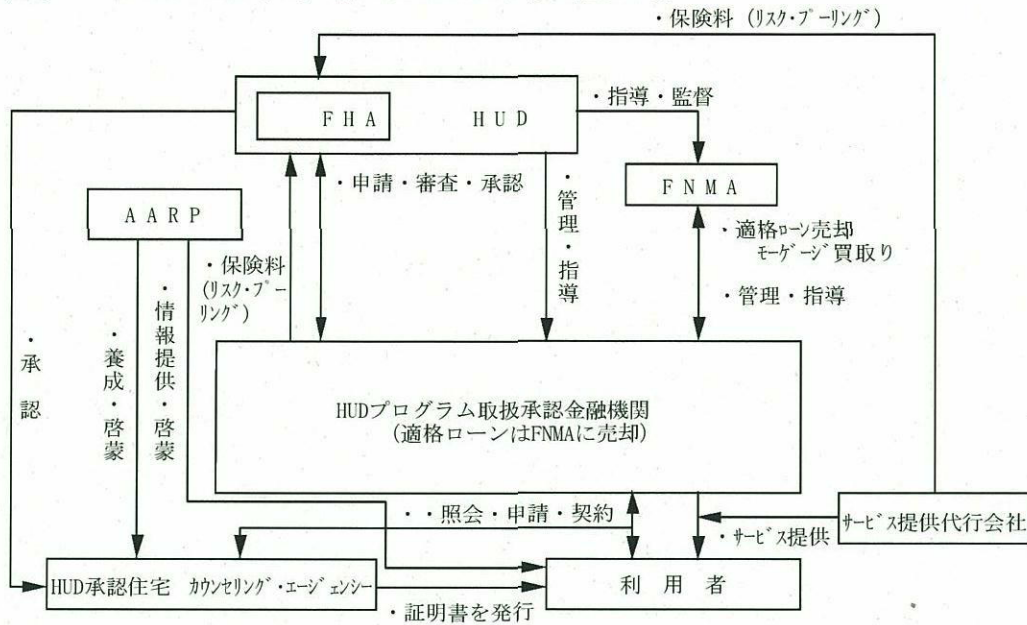 ・保険料（ﾘｽｸ・ﾌﾟｰﾘﾝｸﾞ）
ＦＨＡ
ＨＵＤ
・指導・監督
・申請・審査・承認
ＦＮＭＡ
ＡＡＲＰ
・管理・指導
・適格ﾛｰﾝ売却
ﾓｰｹﾞｰｼﾞ買取り
・保険料
(ﾘｽｸ・ﾌﾟｰ
ﾘﾝｸﾞ)
・管理・指導
・承認
・養成・啓蒙
・情報提供・啓蒙
HUDプログラム取扱承認金融機関
（適格ローンはFNMAに売却）
・・照会・申請・契約
・ｻｰﾋﾞｽ提供
ｻｰﾋﾞｽ提供代行会社
HUD承認住宅 ｶｳﾝｾﾘﾝｸﾞ・ｴｰｼﾞｪﾝｼｰ
利用者
・証明書を発行